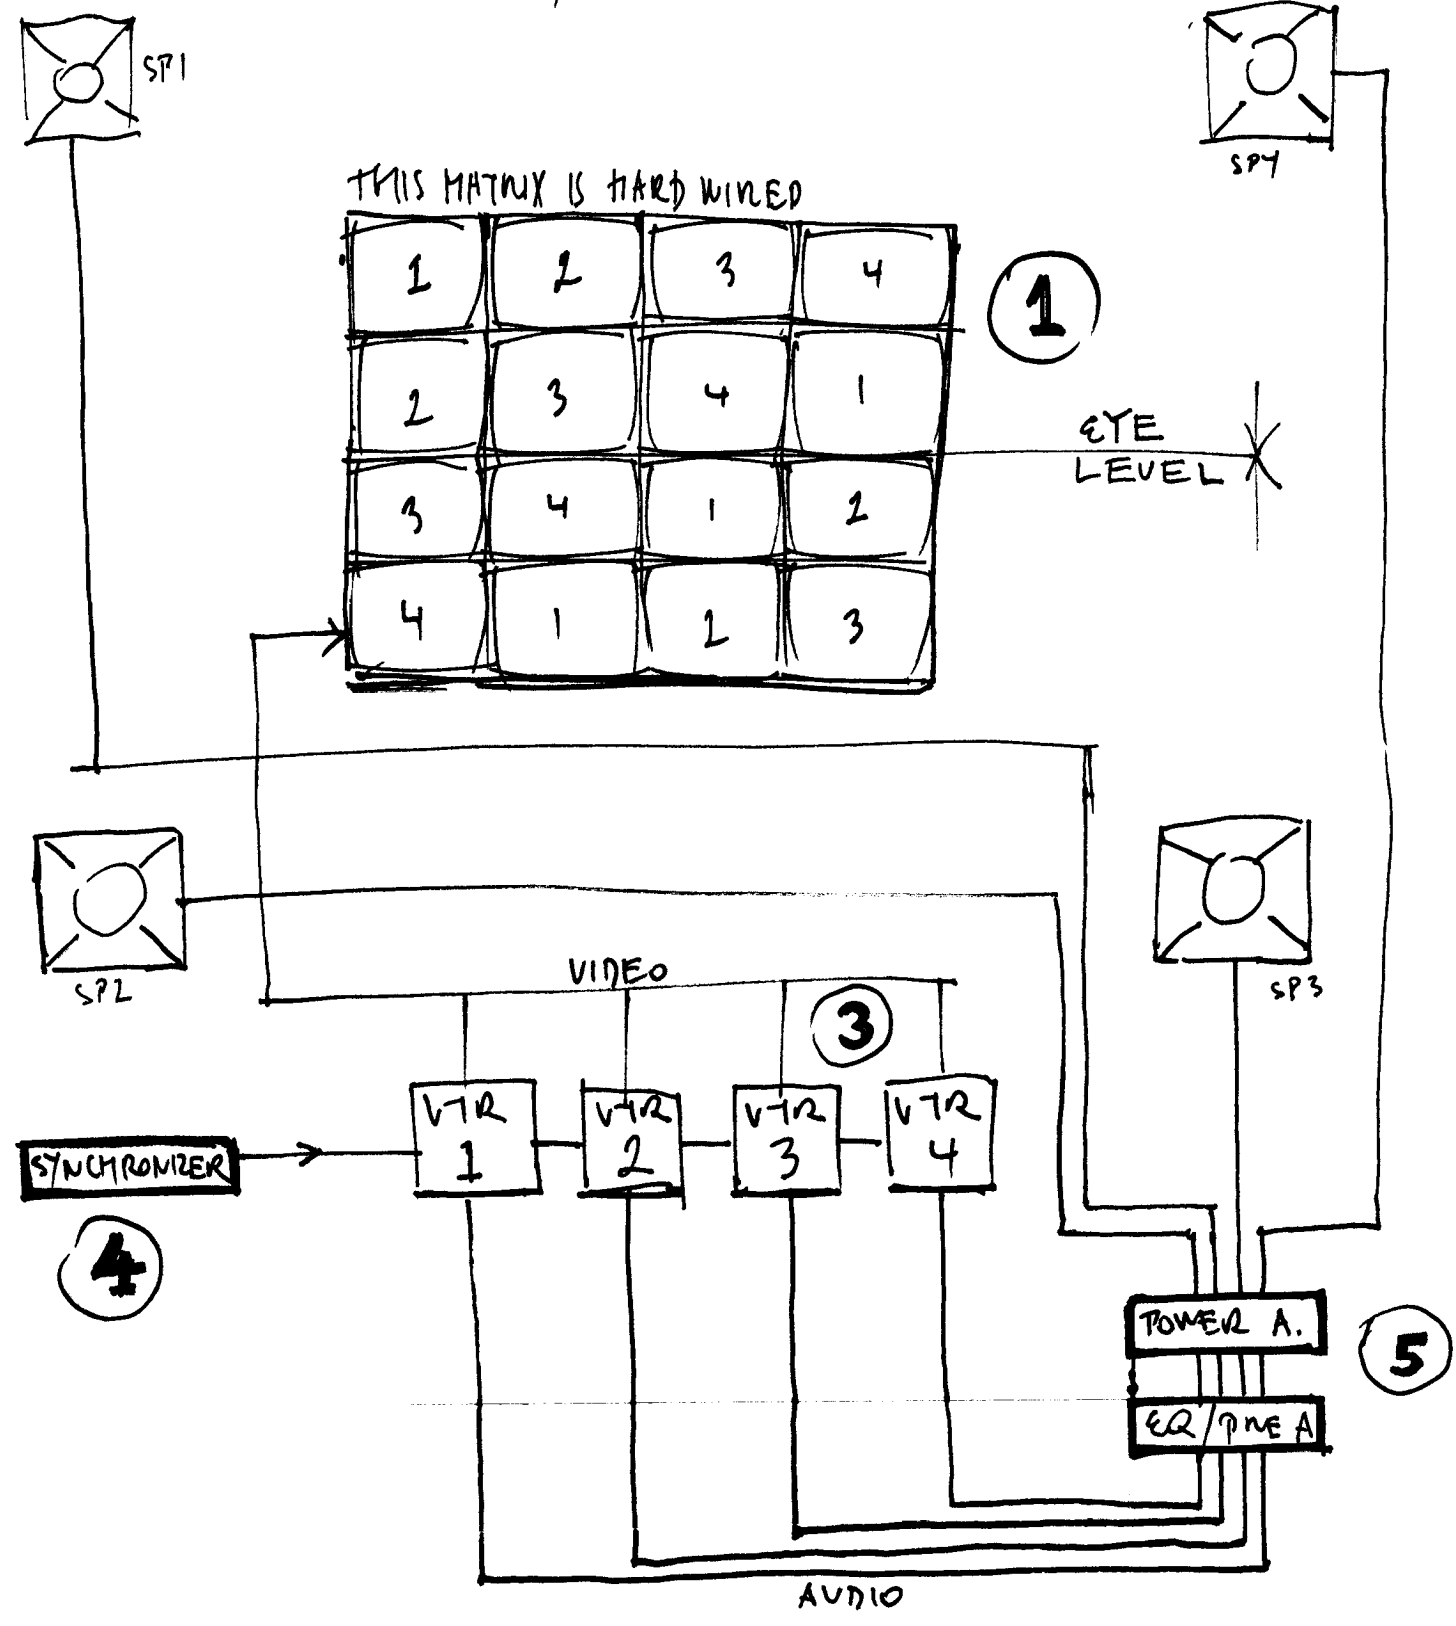 SP1
SP4
THIS MATRIX IS HARD WIRED
1 2 3 4
1
2 3 4 1
EYE
LEVEL
3 4 1 2
4 1 2 3
SP2
SP3
VIDEO
3
VTR
1
VTR
2
VTR
3
VTR
4
SYNCHRONIZER
4
POWER A.
5
EQ/PRE A
AUDIO